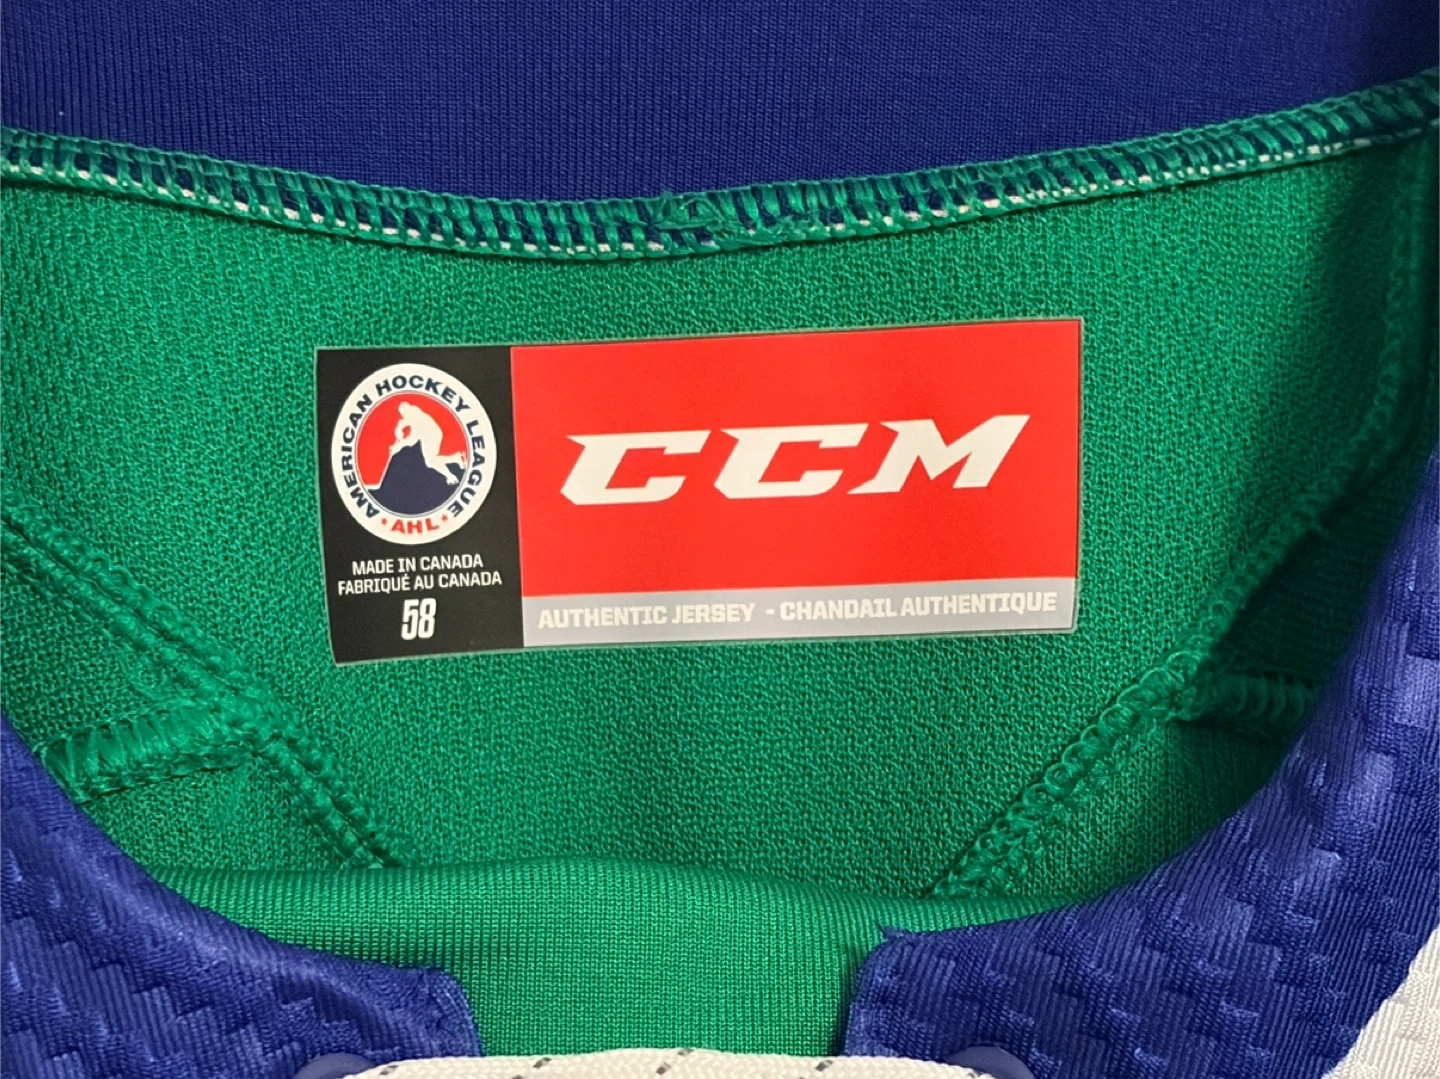 AMERICAN HOCKEY LEAGUE
AHL
MADE IN CANADA
FABRIQUÉ AU CANADA
58
CCM
AUTHENTIC JERSEY - CHANDAIL AUTHENTIQUE